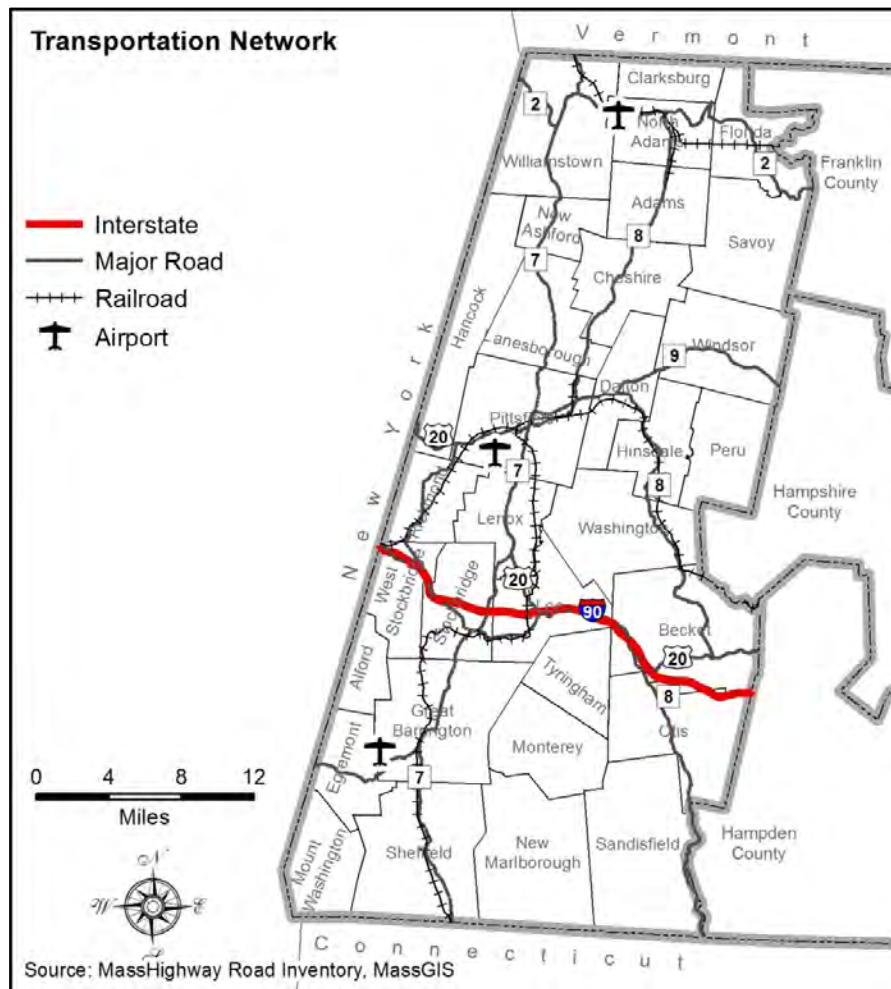 Transportation Network
Vermont
Clarksburg
2
North
Adams
Florida
2
Franklin
County
Williamstown
Interstate
Major Road
Railroad
Airport
Adams
New
Ashford
8
Savoy
7
Cheshire
Hancock
Lanesborough
9
Windsor
Dalton
New York
20
Pittsfield
7
Hinsdale
Peru
8
Richmond
Lenox
Washington
Hampshire
County
West
Stockbridge
Stockbridge
20
Lee
90
Becket
20
Alford
Tyringham
8
Otis
Great
Barrington
Monterey
Egremont
7
0 4 8 12
Miles
Mount
Washington
Sheffield
New
Marlborough
Sandisfield
Hampden
County
N
W E
S
Connecticut
Source: MassHighway Road Inventory, MassGIS